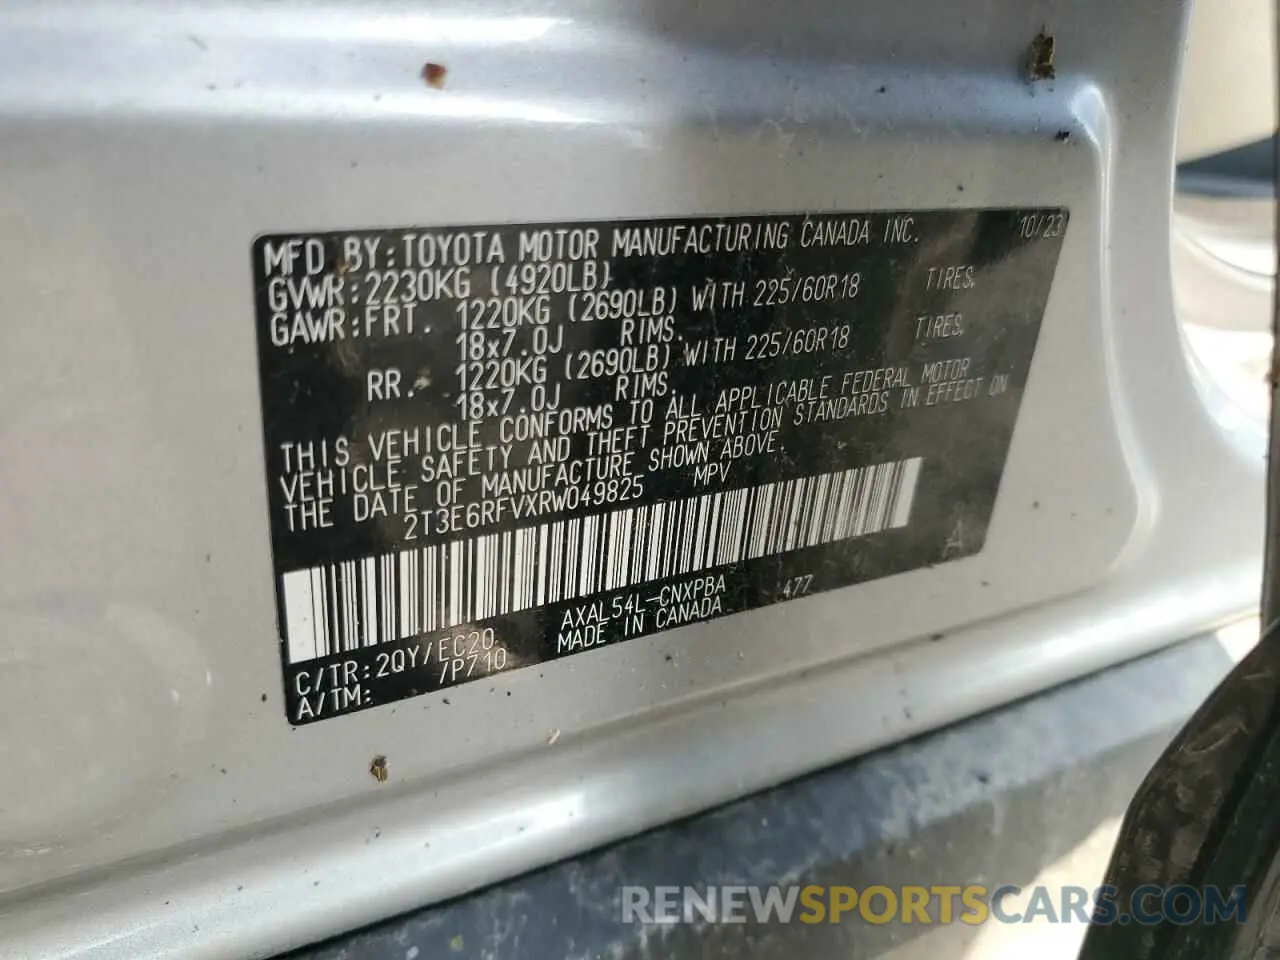 MFD BY:TOYOTA MOTOR MANUFACTURING CANADA INC. 10/23
GVWR:2230KG (4920LB)
GAWR:FRT. 1220KG (2690LB) WITH 225/60R18 TIRES,
18x7.0J RIMS.
RR. 1220KG (2690LB) WITH 225/60R18 TIRES,
18x7.0J RIMS.
THIS VEHICLE CONFORMS TO ALL APPLICABLE FEDERAL MOTOR
VEHICLE SAFETY AND THEFT PREVENTION STANDARDS IN EFFECT ON
THE DATE OF MANUFACTURE SHOWN ABOVE.
2T3E6RFVXRW049825 MPV
A
C/TR:2QY/EC20 AXAL54L-CNXPBA 477
A/TM: /P710 MADE IN CANADA
RENEWSPORTSCARS.COM